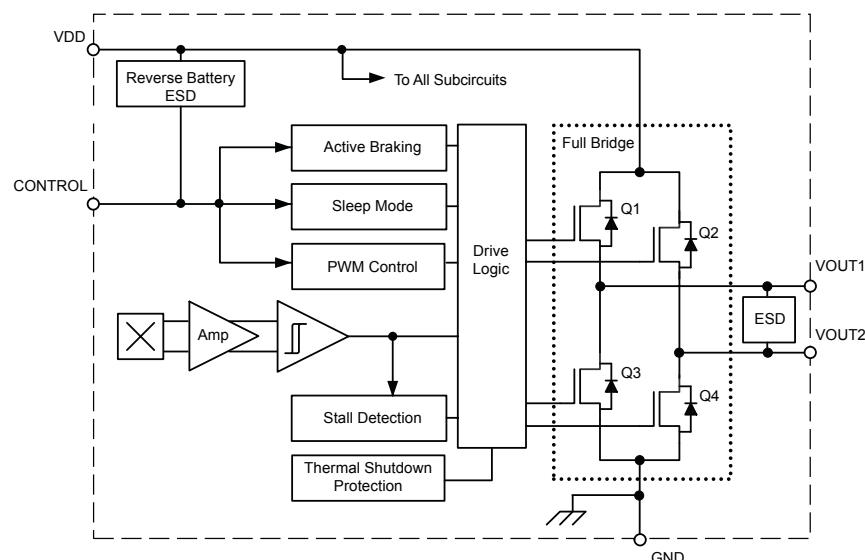 VDD
Reverse Battery
ESD
To All Subcircuits
Active Braking
Full Bridge
CONTROL
Sleep Mode
Q1
Q2
Drive
Logic
PWM Control
VOUT1
Amp
ESD
VOUT2
Q3
Q4
Stall Detection
Thermal Shutdown
Protection
GND